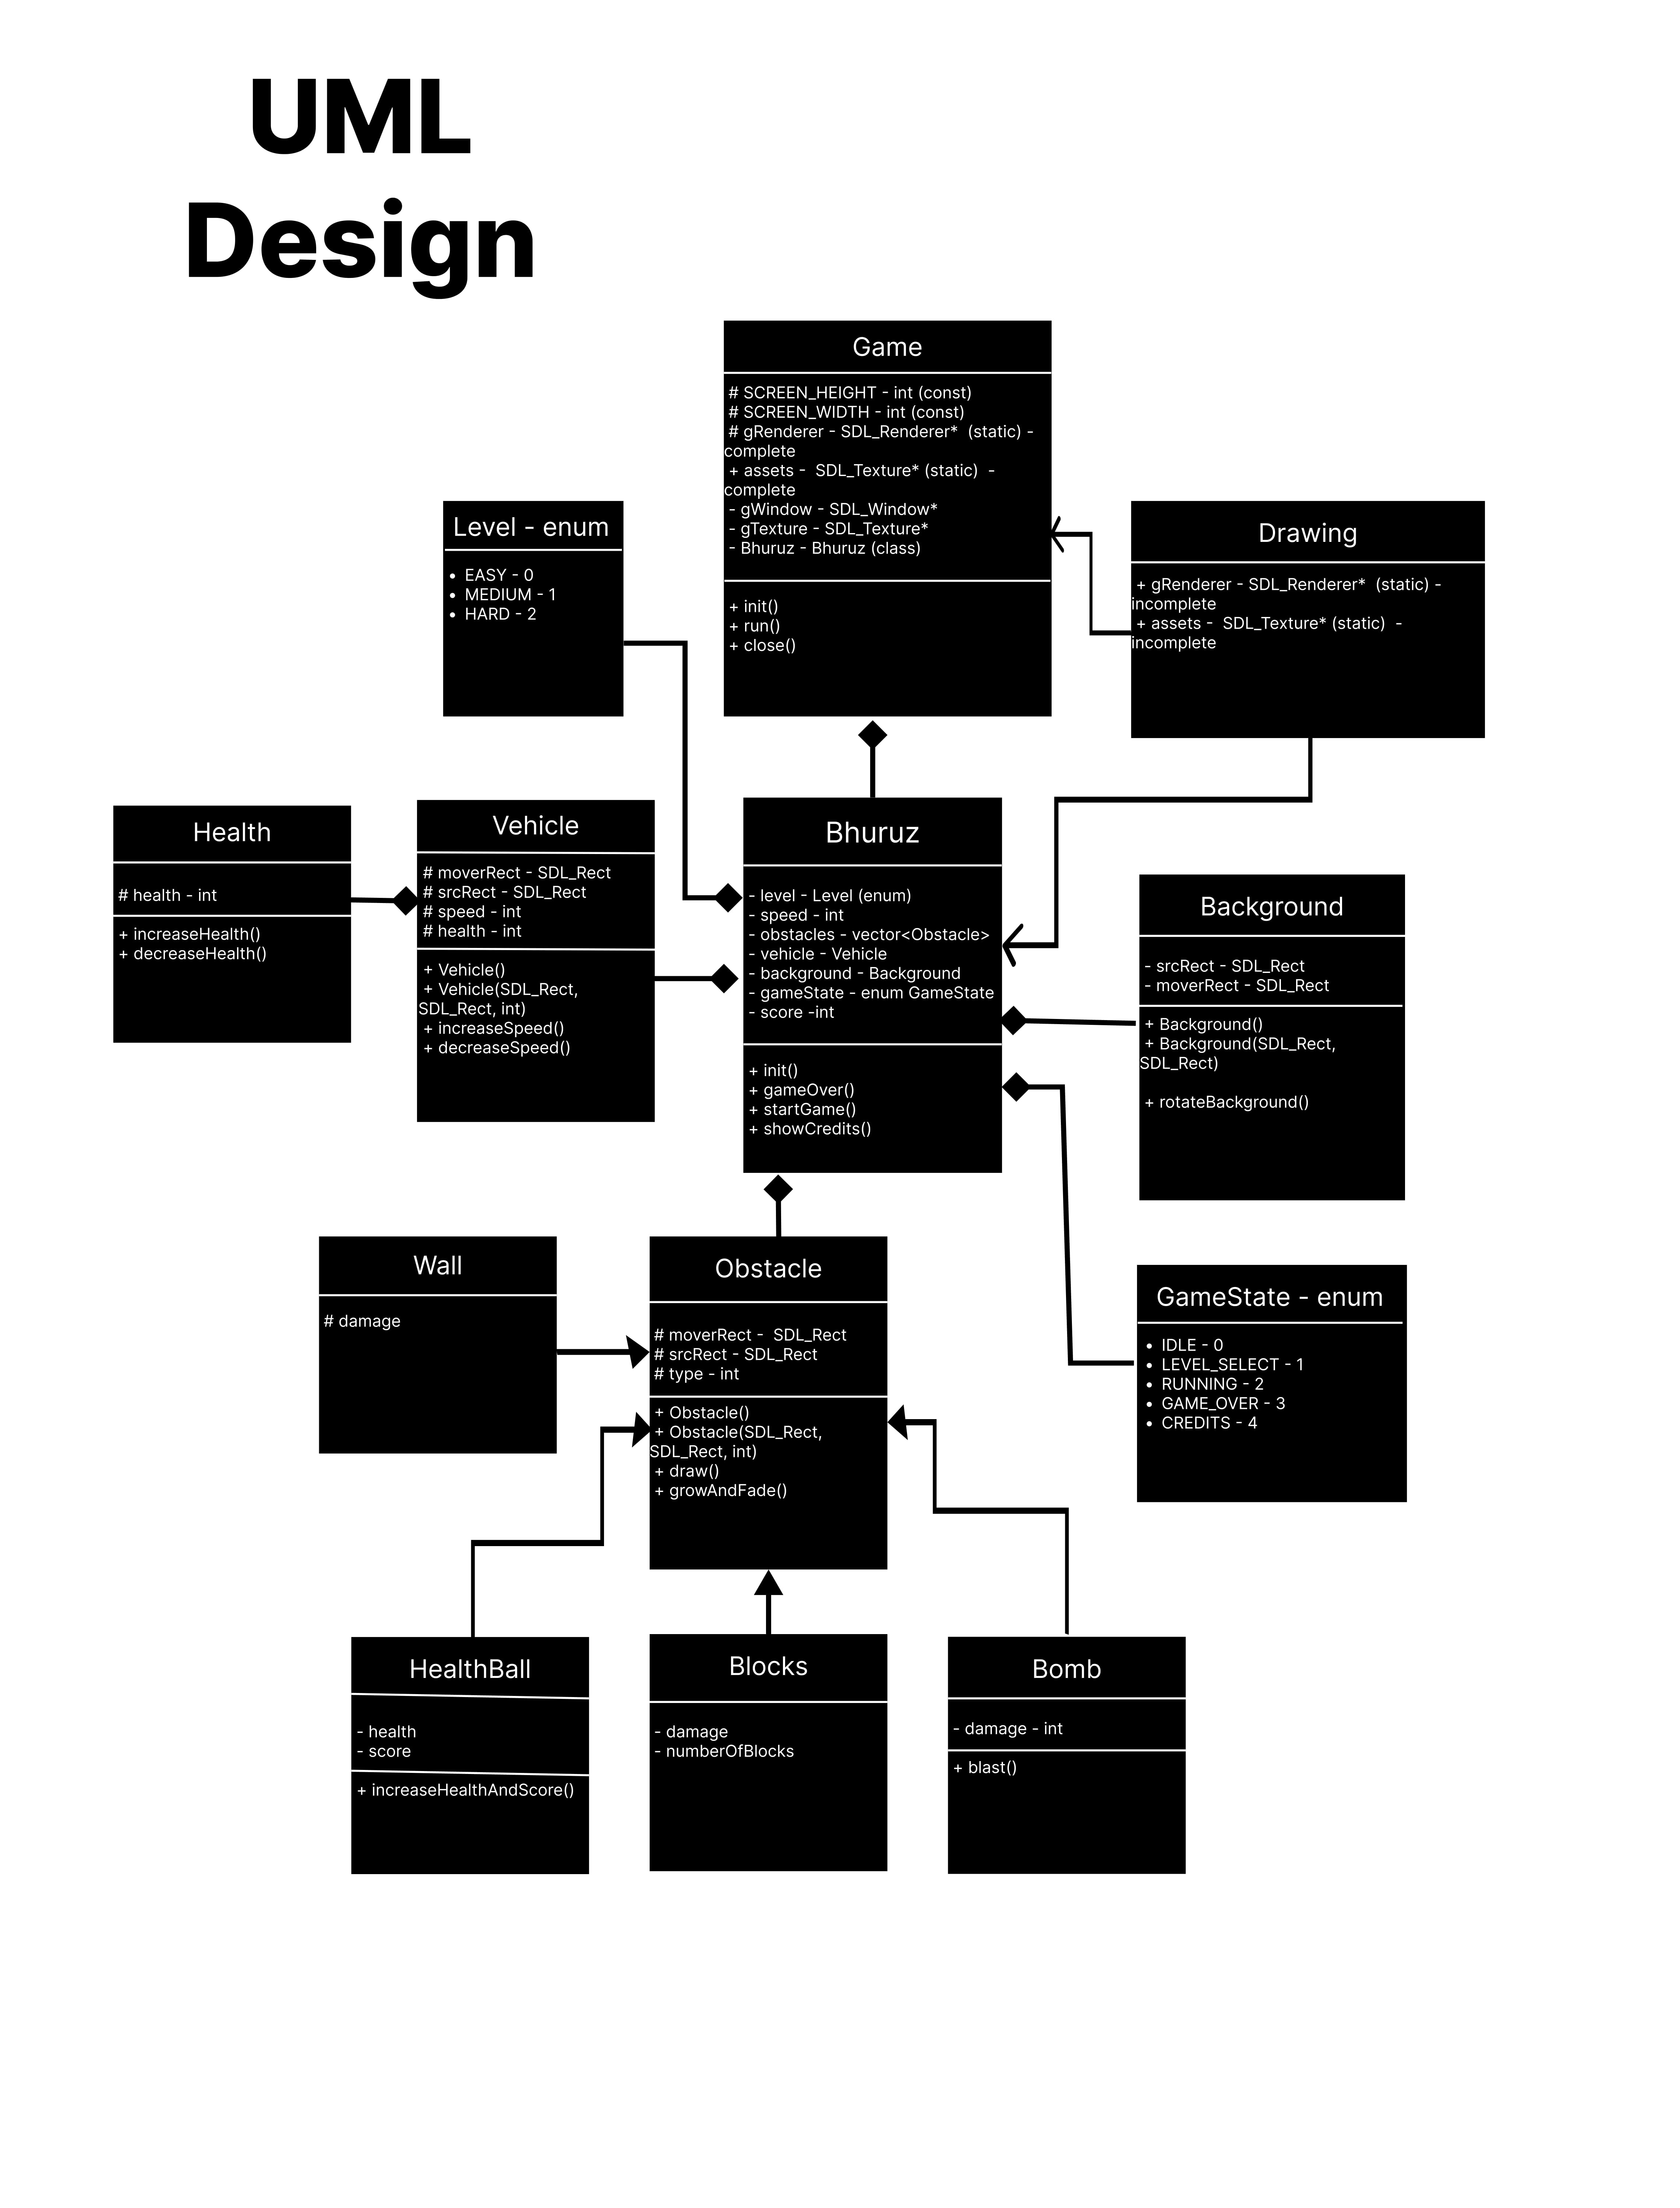 UML
Design
Game
# SCREEN_HEIGHT - int (const)
# SCREEN_WIDTH - int (const)
# gRenderer - SDL_Renderer*  (static) -
complete
+ assets -  SDL_Texture* (static)  -
complete
- gWindow - SDL_Window*
- gTexture - SDL_Texture*
- Bhuruz - Bhuruz (class)
+ init()
+ run()
+ close()
Level - enum
• EASY - 0
• MEDIUM - 1
• HARD - 2
Drawing
+ gRenderer - SDL_Renderer*  (static) -
incomplete
+ assets -  SDL_Texture* (static)  -
incomplete
Health
# health - int
+ increaseHealth()
+ decreaseHealth()
Vehicle
# moverRect - SDL_Rect
# srcRect - SDL_Rect
# speed - int
# health - int
+ Vehicle()
+ Vehicle(SDL_Rect,
SDL_Rect, int)
+ increaseSpeed()
+ decreaseSpeed()
Bhuruz
- level - Level (enum)
- speed - int
- obstacles - vector<Obstacle>
- vehicle - Vehicle
- background - Background
- gameState - enum GameState
- score -int
+ init()
+ gameOver()
+ startGame()
+ showCredits()
Background
- srcRect - SDL_Rect
- moverRect - SDL_Rect
+ Background()
+ Background(SDL_Rect,
SDL_Rect)
+ rotateBackground()
Wall
# damage
Obstacle
# moverRect -  SDL_Rect
# srcRect - SDL_Rect
# type - int
+ Obstacle()
+ Obstacle(SDL_Rect,
SDL_Rect, int)
+ draw()
+ growAndFade()
GameState - enum
• IDLE - 0
• LEVEL_SELECT - 1
• RUNNING - 2
• GAME_OVER - 3
• CREDITS - 4
HealthBall
- health
- score
+ increaseHealthAndScore()
Blocks
- damage
- numberOfBlocks
Bomb
- damage - int
+ blast()